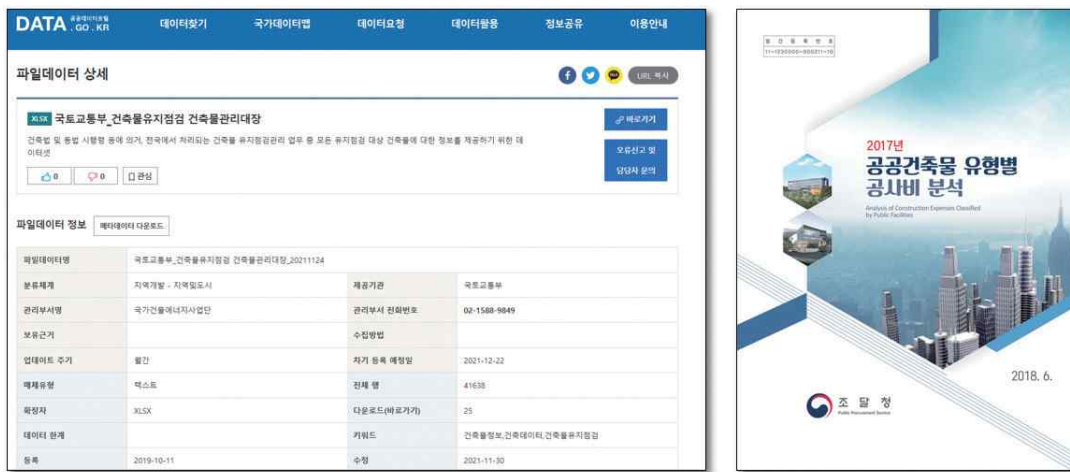 DATA 공공데이터포털
.GO.KR
데이터찾기 국가데이터맵 데이터요청 데이터활용 정보공유 이용안내
파일데이터 상세
URL 복사
XLSX 국토교통부_건축물유지점검 건축물관리대장
건축법 및 동법 시행령 등에 의거, 전국에서 처리되는 건축물 유지점검관리 업무 중 모든 유지점검 대상 건축물에 대한 정보를 제공하기 위한 데
이터셋
바로가기
오류신고 및
담당자 문의
0 0 관심
파일데이터 정보 메타데이터 다운로드
파일데이터명 국토교통부_건축물유지점검 건축물관리대장_20211124
분류체계 지역개발 - 지역및도시 제공기관 국토교통부
관리부서명 국가건물에너지사업단 관리부서 전화번호 02-1588-9849
보유근거 수집방법
업데이트 주기 월간 차기 등록 예정일 2021-12-22
매체유형 텍스트 전체 행 41638
확장자 XLSX 다운로드(바로가기) 25
데이터 한계 키워드 건축물정보,건축데이터,건축물유지점검
등록 2019-10-11 수정 2021-11-30
발간등록번호
2017년
공공건축물 유형별
공사비 분석
Analysis of Construction Expenses Classified
by Public Facilities
2018. 6.
조달청
Public Procurement Service